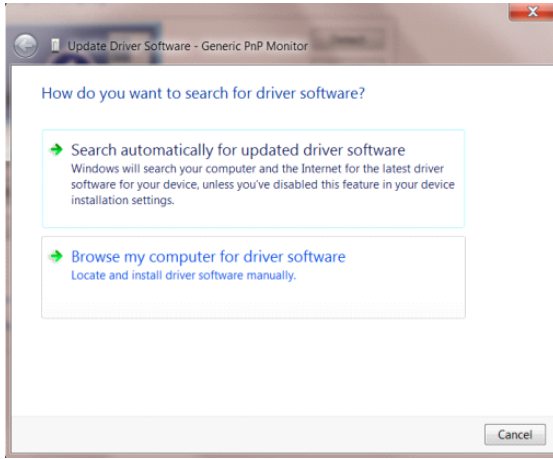 Update Driver Software - Generic PnP Monitor
How do you want to search for driver software?
Search automatically for updated driver software
Windows will search your computer and the Internet for the latest driver
software for your device, unless you've disabled this feature in your device
installation settings.
Browse my computer for driver software
Locate and install driver software manually.
Cancel